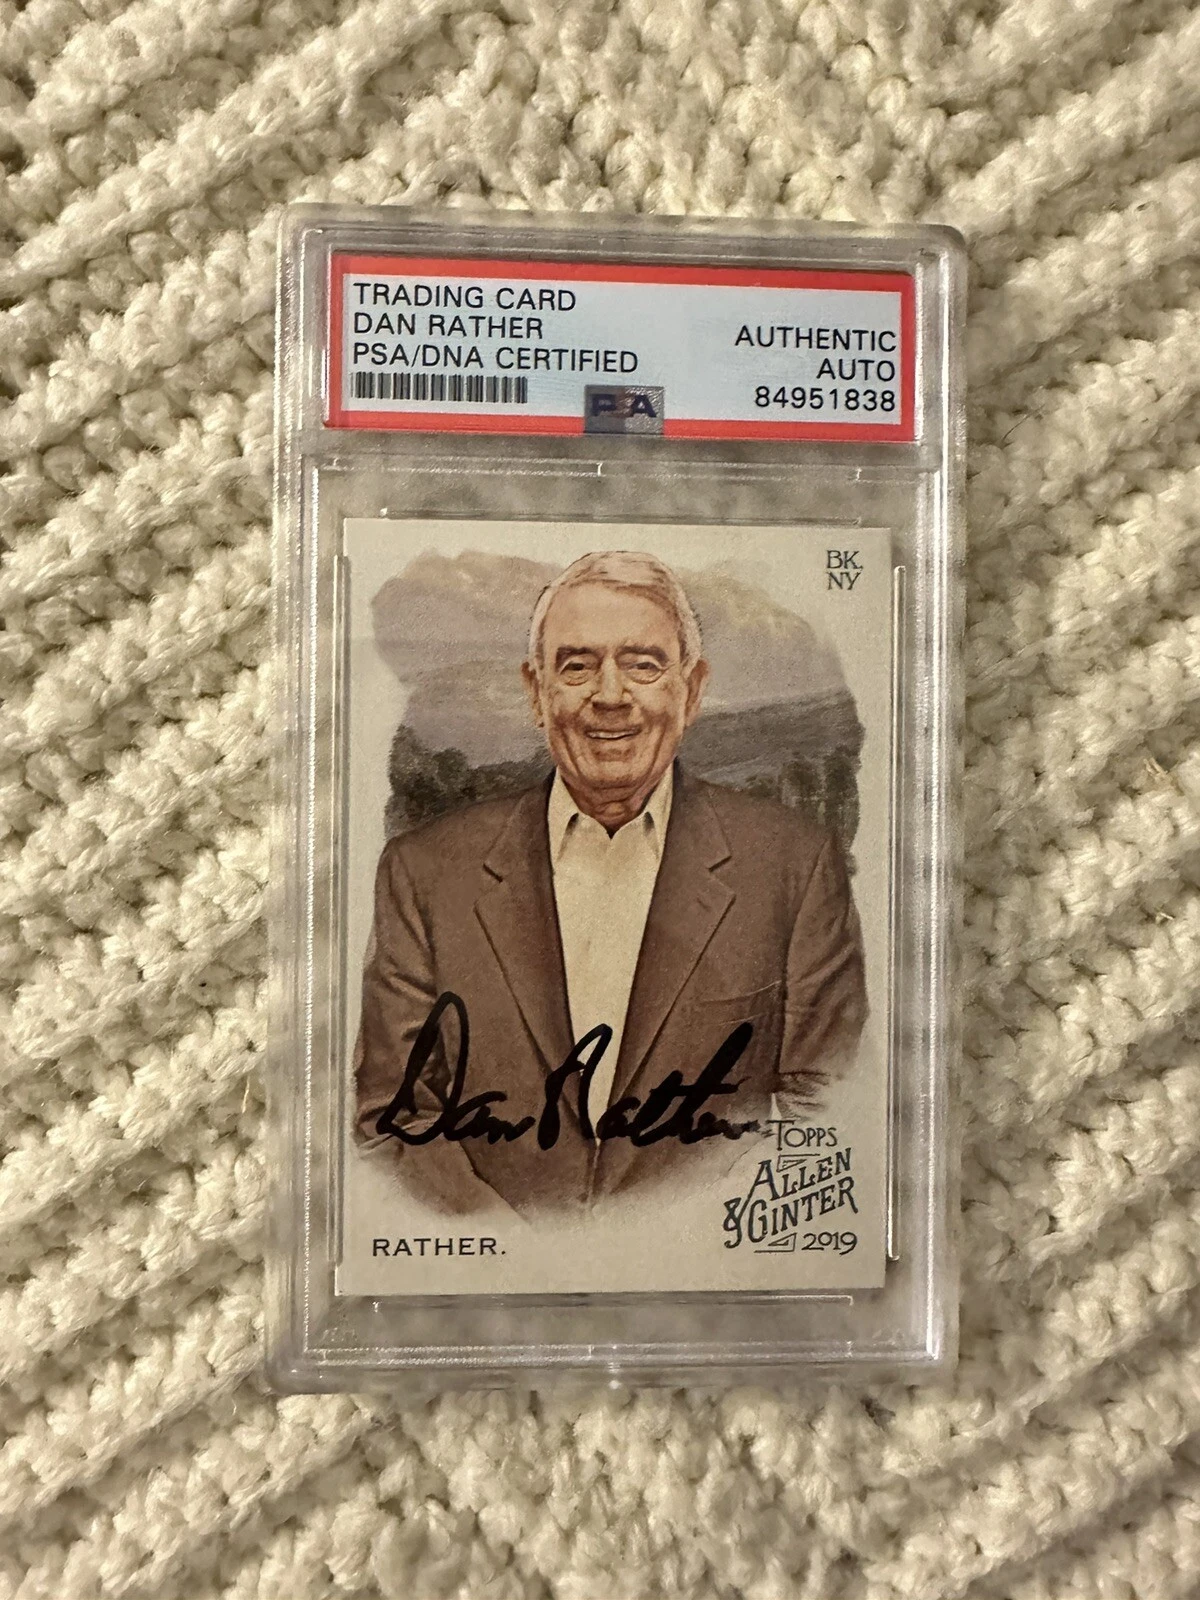 TRADING CARD
DAN RATHER
PSA/DNA CERTIFIED
AUTHENTIC
AUTO
84951838
PSA
BK,
NY
Dan Rather
TOPPS
ALLEN
& GINTER
2019
RATHER.